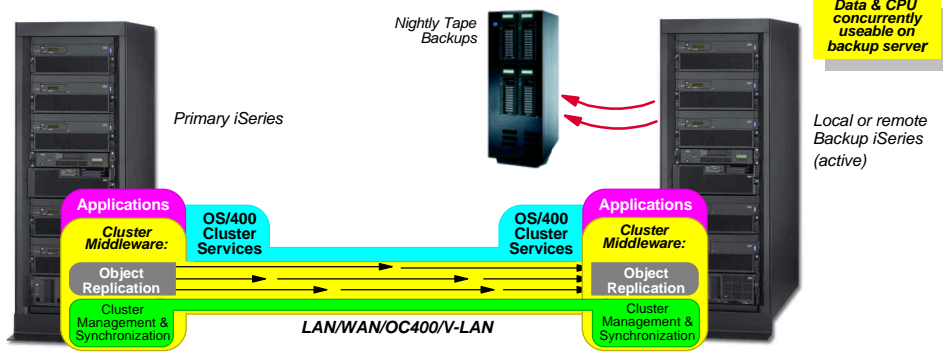 Data & CPU
concurrently
useable on
backup server
Nightly Tape
Backups
Primary iSeries
Local or remote
Backup iSeries
(active)
Applications
Cluster
Middleware:
Object
Replication
Cluster
Management &
Synchronization
OS/400
Cluster
Services
OS/400
Cluster
Services
Applications
Cluster
Middleware:
Object
Replication
Cluster
Management &
Synchronization
LAN/WAN/OC400/V-LAN